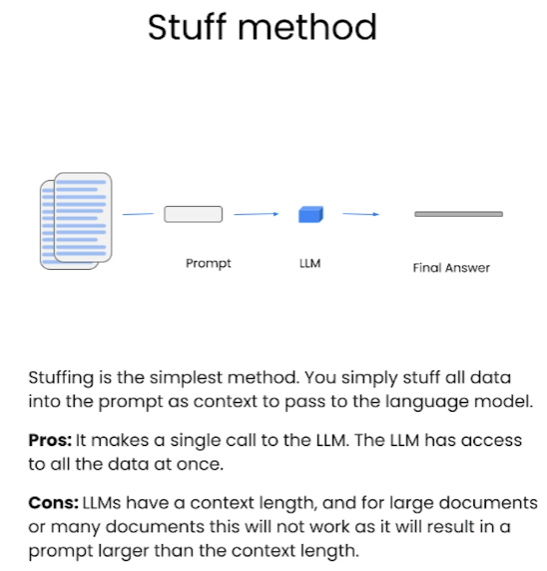 Stuff method
Prompt
LLM
Final Answer
Stuffing is the simplest method. You simply stuff all data
into the prompt as context to pass to the language model.
Pros: It makes a single call to the LLM. The LLM has access
to all the data at once.
Cons: LLMs have a context length, and for large documents
or many documents this will not work as it will result in a
prompt larger than the context length.